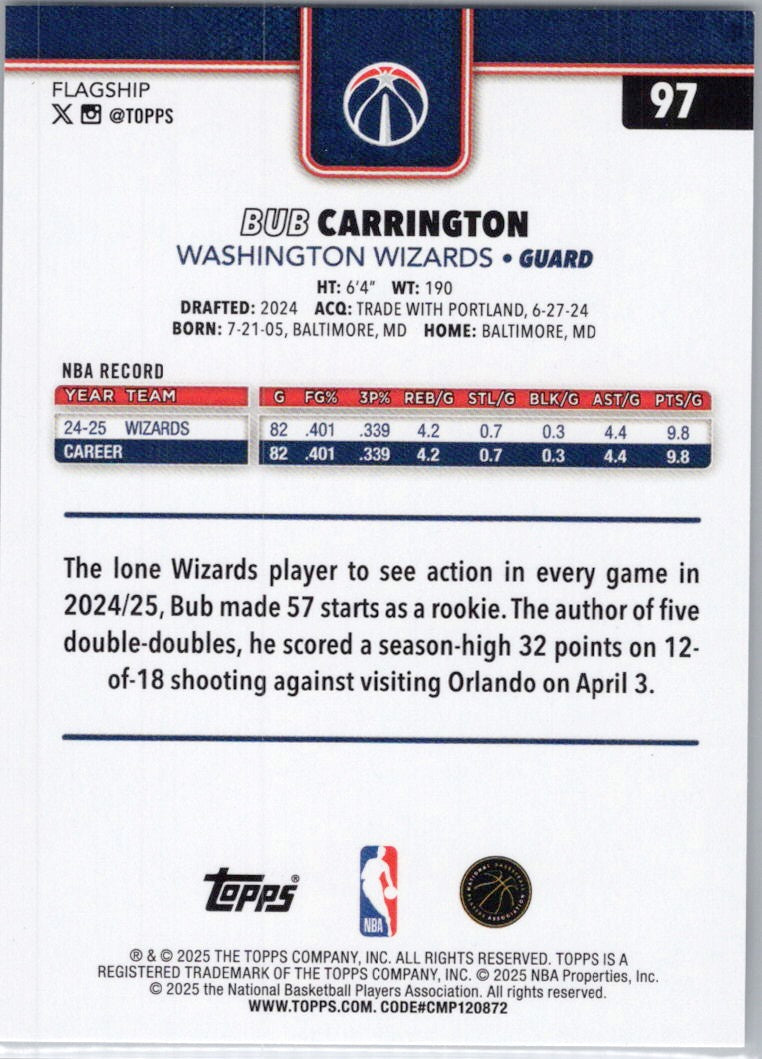 FLAGSHIP
97
X @TOPPS
BUB CARRINGTON
WASHINGTON WIZARDS • GUARD
HT: 6'4" WT: 190
DRAFTED: 2024 ACQ: TRADE WITH PORTLAND, 6-27-24
BORN: 7-21-05, BALTIMORE, MD HOME: BALTIMORE, MD
NBA RECORD
YEAR TEAM G FG% 3P% REB/G STL/G BLK/G AST/G PTS/G
24-25 WIZARDS 82 .401 .339 4.2 0.7 0.3 4.4 9.8
CAREER 82 .401 .339 4.2 0.7 0.3 4.4 9.8
The lone Wizards player to see action in every game in
2024/25, Bub made 57 starts as a rookie. The author of five
double-doubles, he scored a season-high 32 points on 12-
of-18 shooting against visiting Orlando on April 3.
Topps®
NBA
NATIONAL BASKETBALL PLAYERS ASSOCIATION
® & © 2025 THE TOPPS COMPANY, INC. ALL RIGHTS RESERVED. TOPPS IS A
REGISTERED TRADEMARK OF THE TOPPS COMPANY, INC. © 2025 NBA Properties, Inc.
© 2025 the National Basketball Players Association. All rights reserved.
WWW.TOPPS.COM. CODE#CMP120872